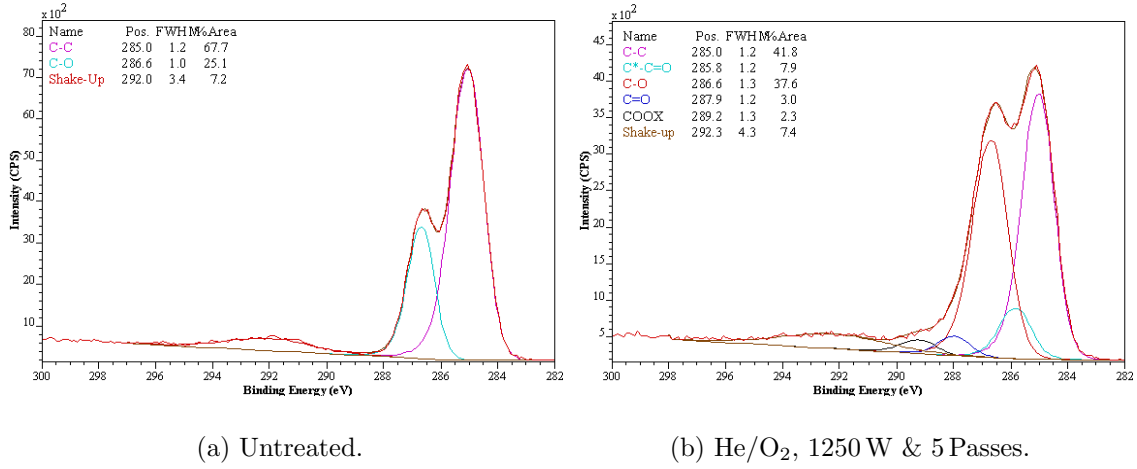 x 10²
Name Pos. FWHM %Area
C-C 285.0 1.2 67.7
C-O 286.6 1.0 25.1
Shake-Up 292.0 3.4 7.2
80
70
60
50
40
30
20
10
Intensity (CPS)
300 298 296 294 292 290 288 286 284 282
Binding Energy (eV)
x 10²
Name Pos. FWHM %Area
C-C 285.0 1.2 41.8
C*-C=O 285.8 1.2 7.9
C-O 286.6 1.3 37.6
C=O 287.9 1.2 3.0
COOX 289.2 1.3 2.3
Shake-up 292.3 4.3 7.4
45
40
35
30
25
20
15
10
5
Intensity (CPS)
300 298 296 294 292 290 288 286 284 282
Binding Energy (eV)
(a) Untreated.
(b) He/O₂, 1250 W & 5 Passes.